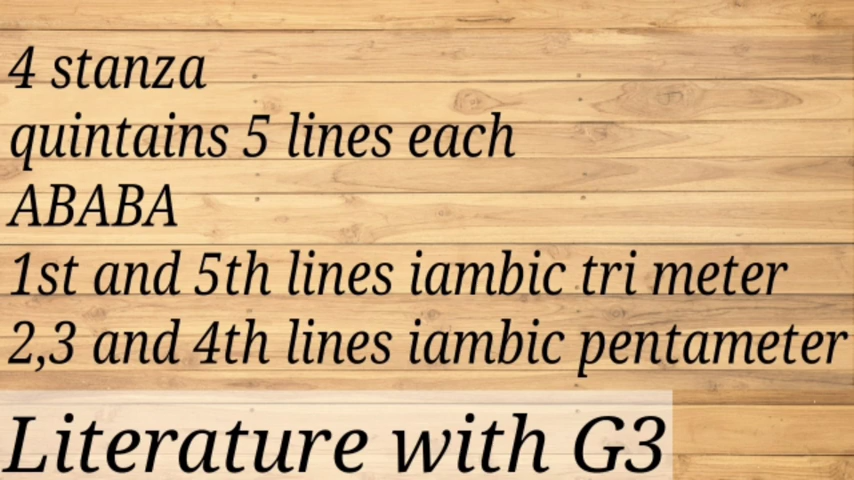 4 stanza
quintains 5 lines each
ABABA
1st and 5th lines iambic tri meter
2,3 and 4th lines iambic pentameter
Literature with G3